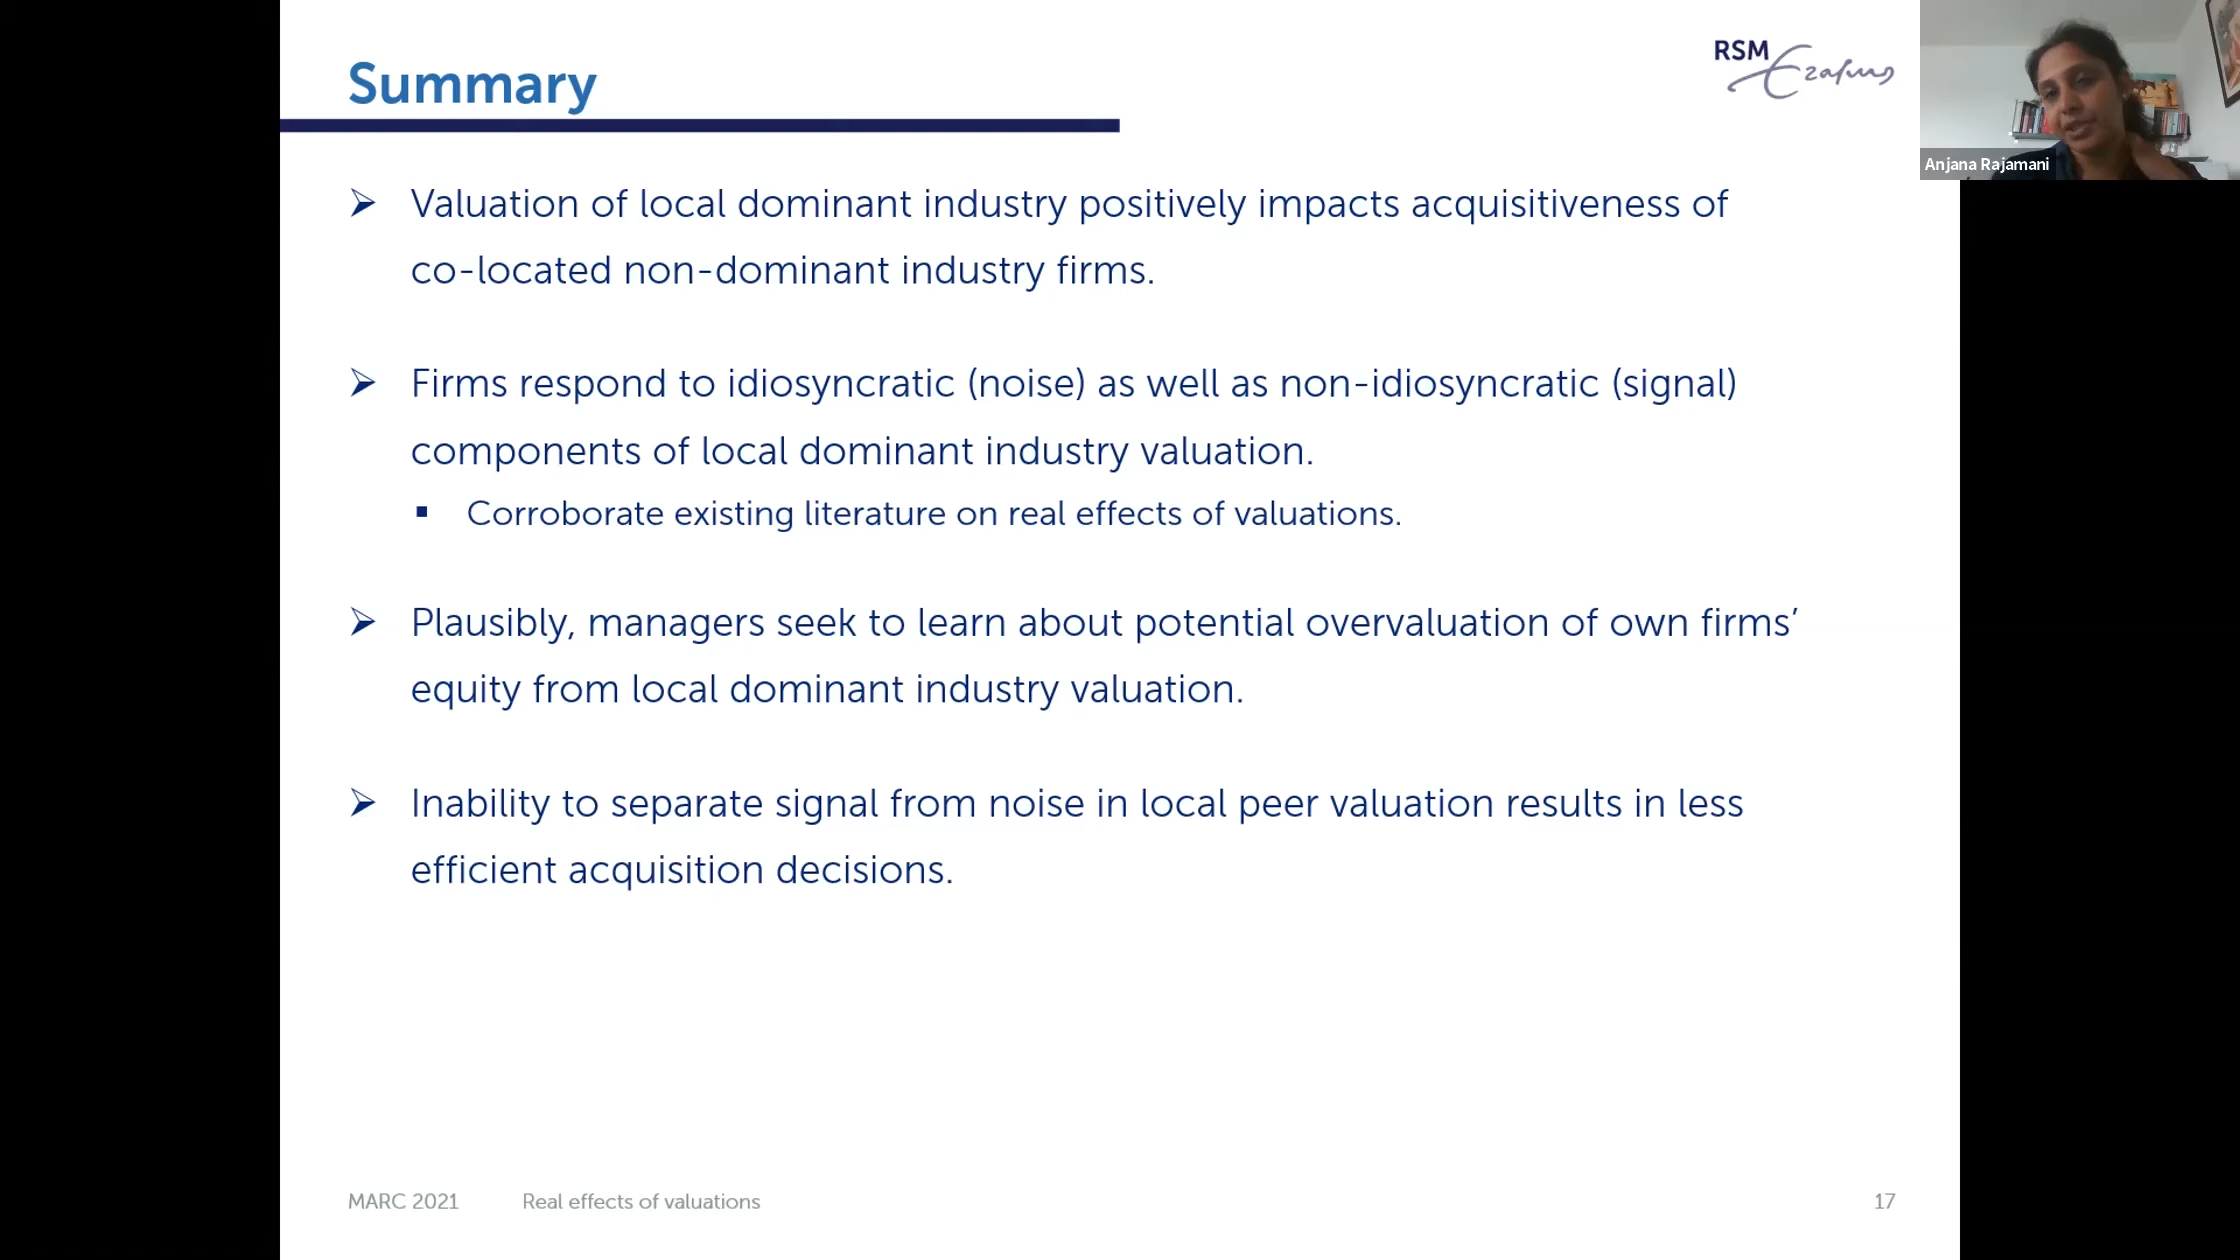 Summary
RSM
Erasmus
Anjana Rajamani
➢ Valuation of local dominant industry positively impacts acquisitiveness of
co-located non-dominant industry firms.
➢ Firms respond to idiosyncratic (noise) as well as non-idiosyncratic (signal)
components of local dominant industry valuation.
▪ Corroborate existing literature on real effects of valuations.
➢ Plausibly, managers seek to learn about potential overvaluation of own firms’
equity from local dominant industry valuation.
➢ Inability to separate signal from noise in local peer valuation results in less
efficient acquisition decisions.
MARC 2021 Real effects of valuations 17